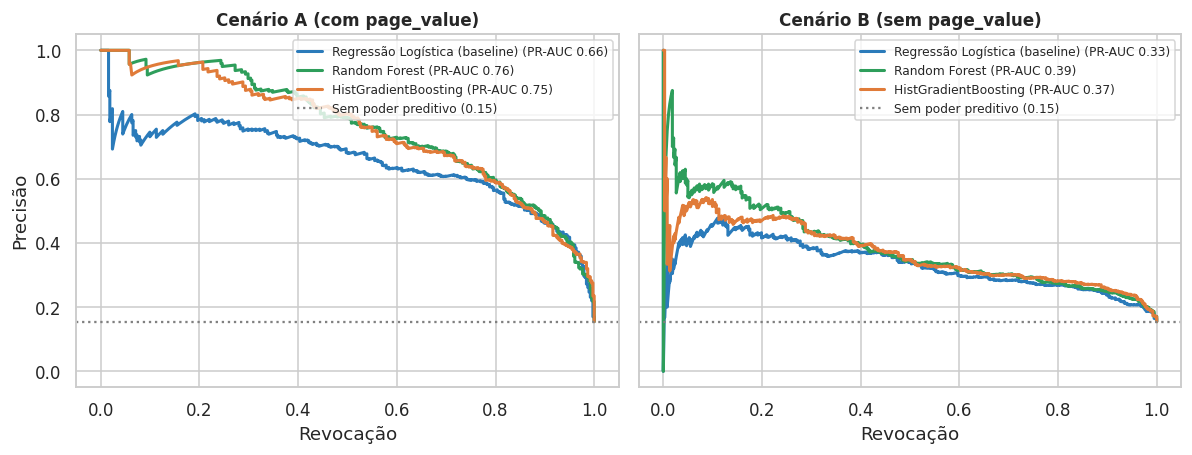 Cenário A (com page_value)
Regressão Logística (baseline) (PR-AUC 0.66)
Random Forest (PR-AUC 0.76)
HistGradientBoosting (PR-AUC 0.75)
Sem poder preditivo (0.15)
Precisão
1.0
0.8
0.6
0.4
0.2
0.0
0.0 0.2 0.4 0.6 0.8 1.0
Revocação
Cenário B (sem page_value)
Regressão Logística (baseline) (PR-AUC 0.33)
Random Forest (PR-AUC 0.39)
HistGradientBoosting (PR-AUC 0.37)
Sem poder preditivo (0.15)
0.0 0.2 0.4 0.6 0.8 1.0
Revocação